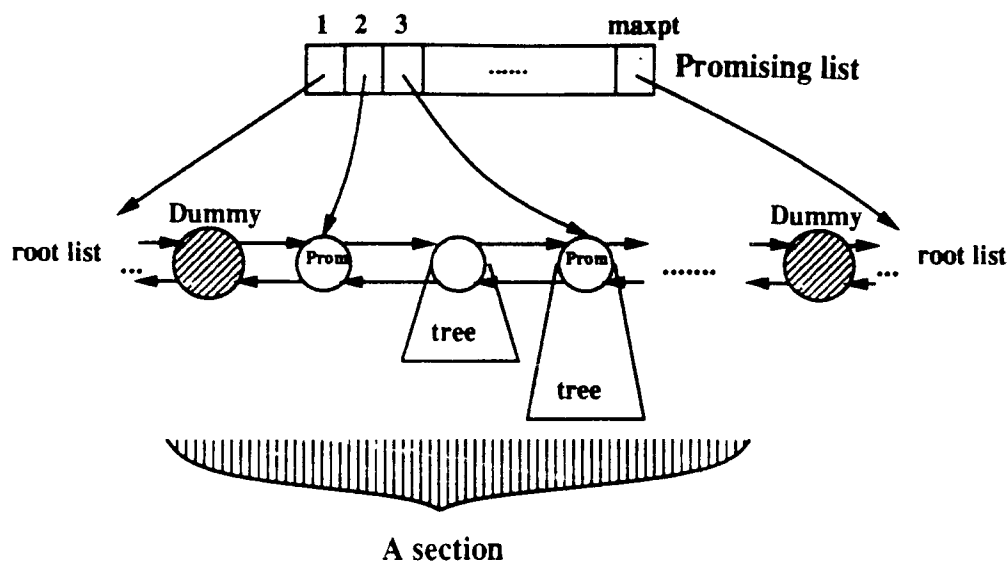 1 2 3 maxpt
...... Promising list
Dummy Dummy
root list ... Prom Prom ........ ... root list
tree
tree
A section